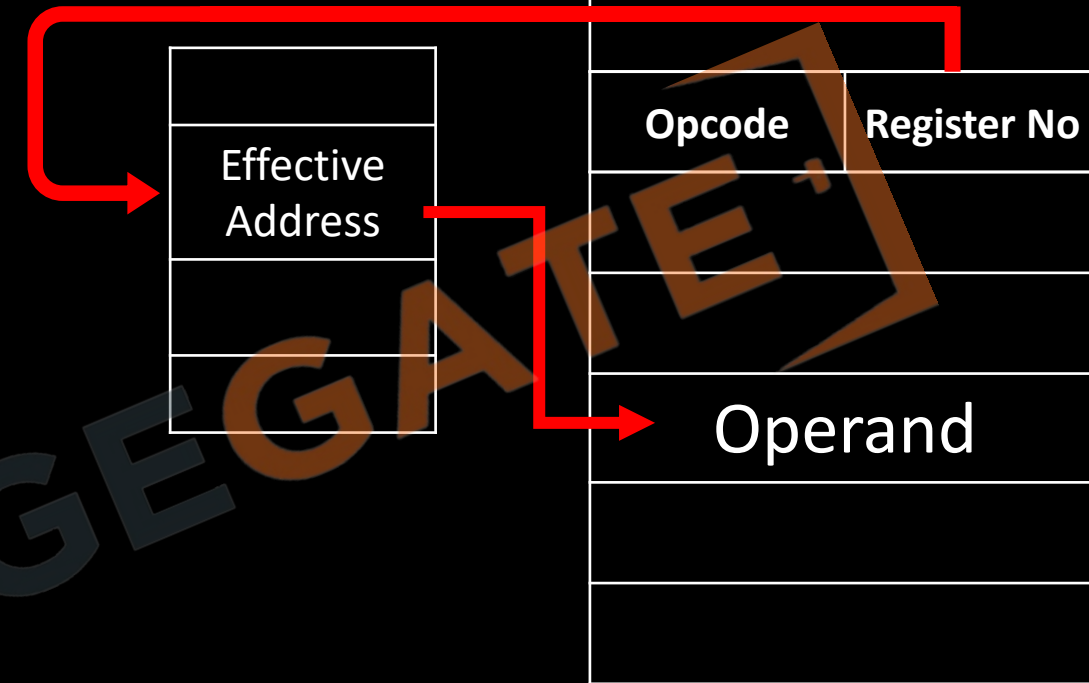 Opcode
Register No
Effective
Address
Operand
GEGATE